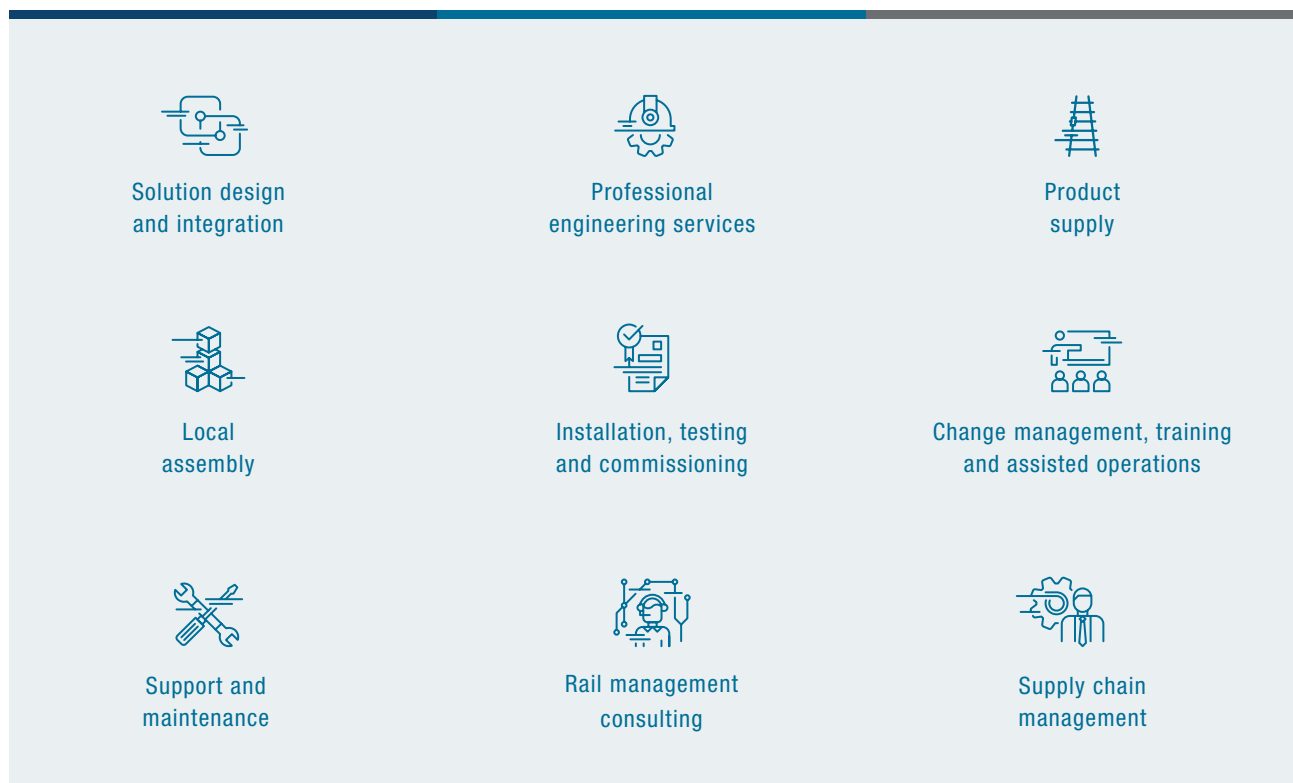 Solution design
and integration
Professional
engineering services
Product
supply
Local
assembly
Installation, testing
and commissioning
Change management, training
and assisted operations
Support and
maintenance
Rail management
consulting
Supply chain
management